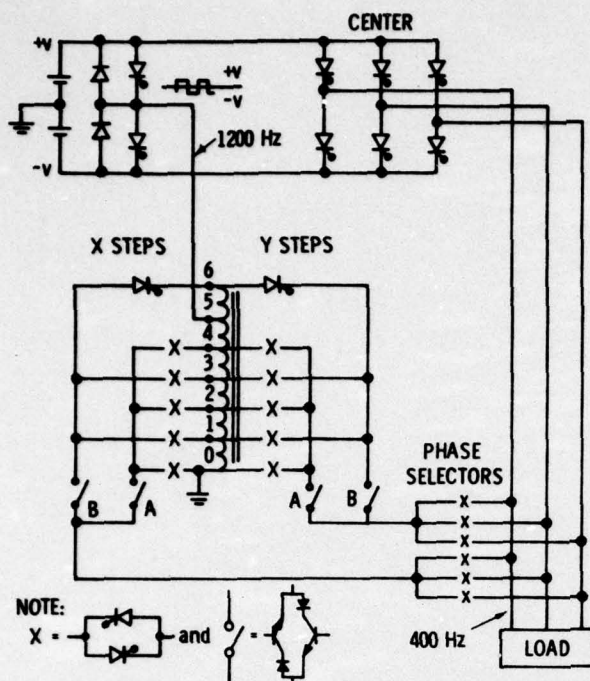 CENTER
+V
+V
-V
1200 Hz
-V
X STEPS
Y STEPS
6
5
4
3
2
1
0
X X
X X
X X
X X
X X
B A
A B
PHASE
SELECTORS
X
X
X
X
X
X
400 Hz
LOAD
NOTE:
X = and =